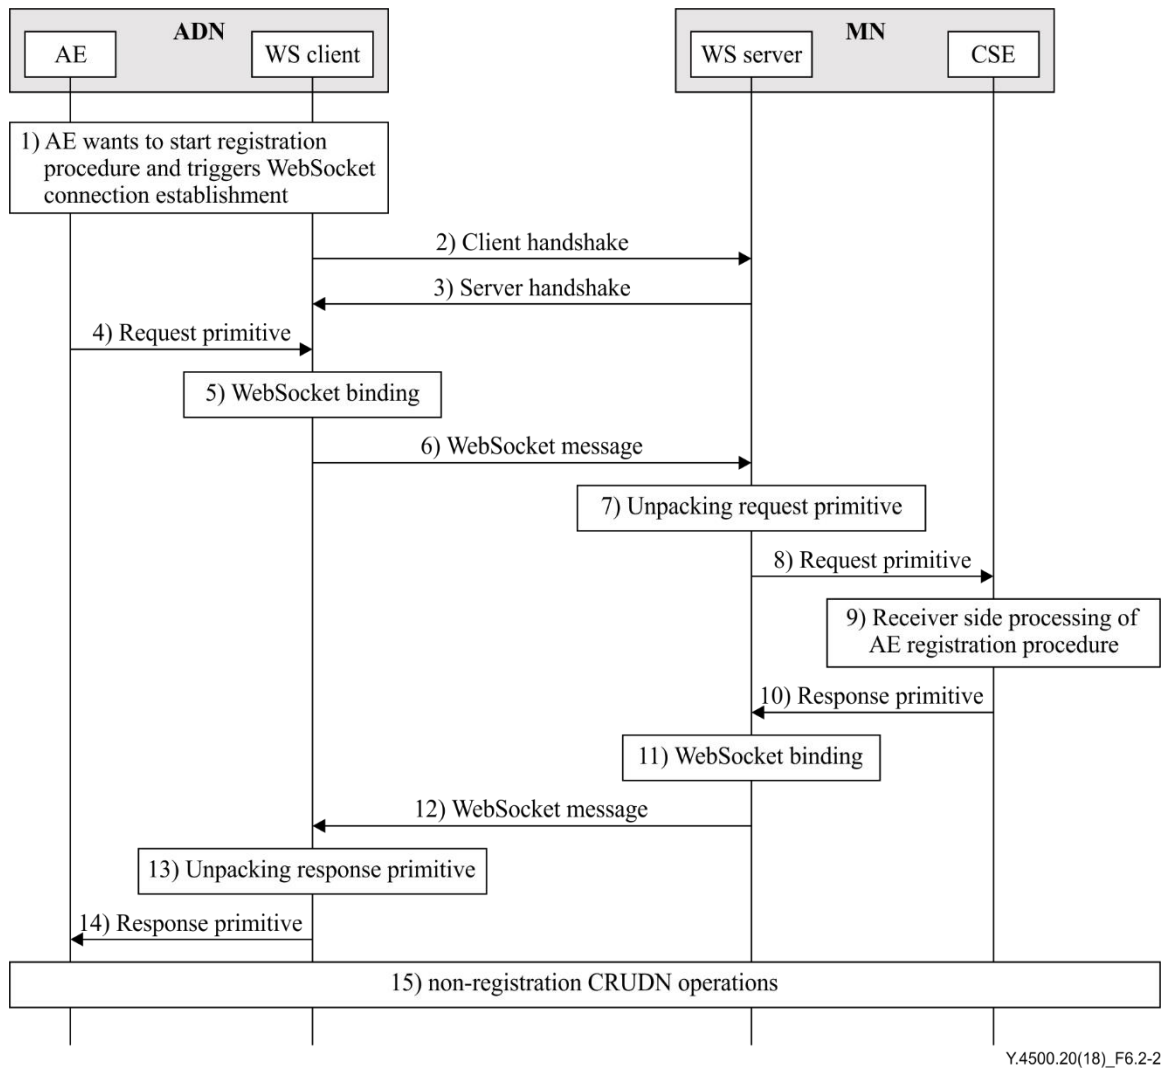 ADN
MN
AE
WS client
WS server
CSE
1) AE wants to start registration
procedure and triggers WebSocket
connection establishment
2) Client handshake
3) Server handshake
4) Request primitive
5) WebSocket binding
6) WebSocket message
7) Unpacking request primitive
8) Request primitive
9) Receiver side processing of
AE registration procedure
10) Response primitive
11) WebSocket binding
12) WebSocket message
13) Unpacking response primitive
14) Response primitive
15) non-registration CRUDN operations
Y.4500.20(18)_F6.2-2